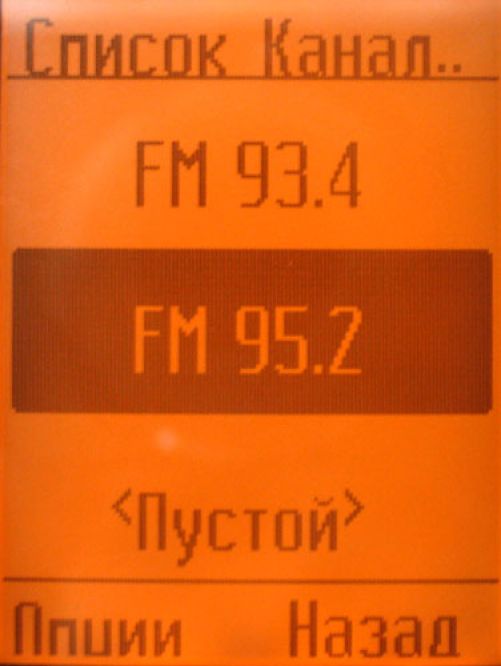 Список Канал..
FM 93.4
FM 95.2
<Пустой>
Опции Назад